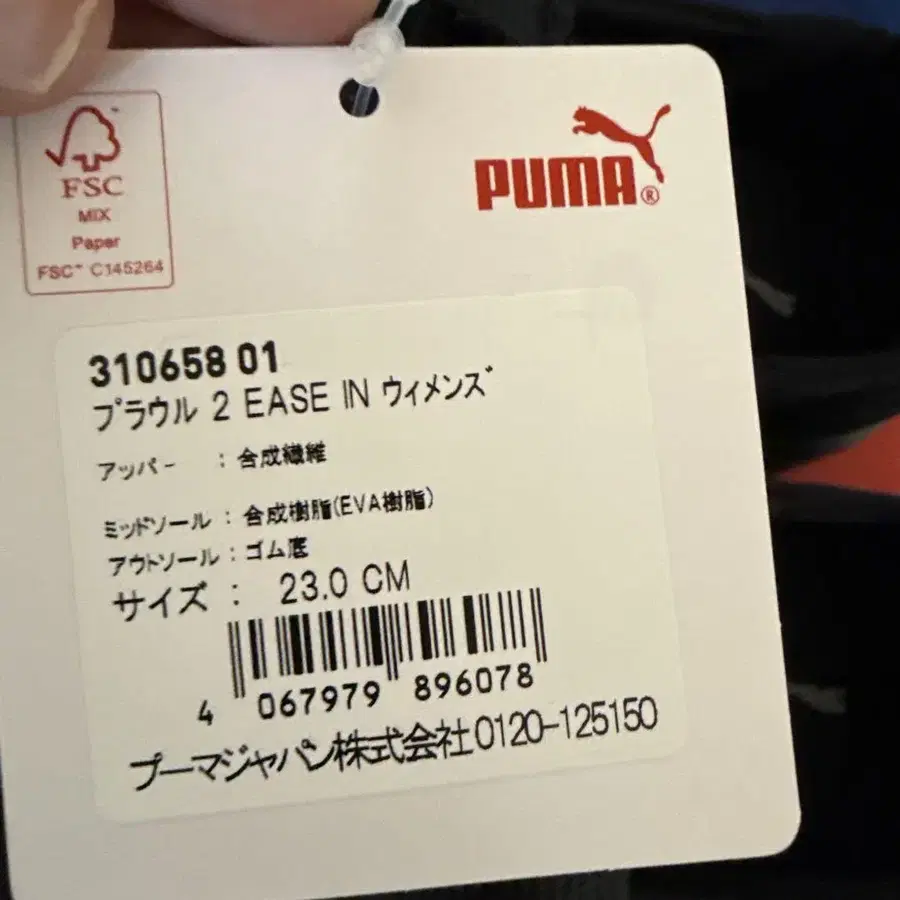 FSC™
MIX
Paper
FSC™ C145264
PUMA®
310658 01
プラウル 2 EASE IN ウィメンズ
アッパー : 合成繊維
ミッドソール : 合成樹脂(EVA樹脂)
アウトソール : ゴム底
サイズ : 23.0 CM
4 067979 896078
プーマジャパン株式会社0120-125150